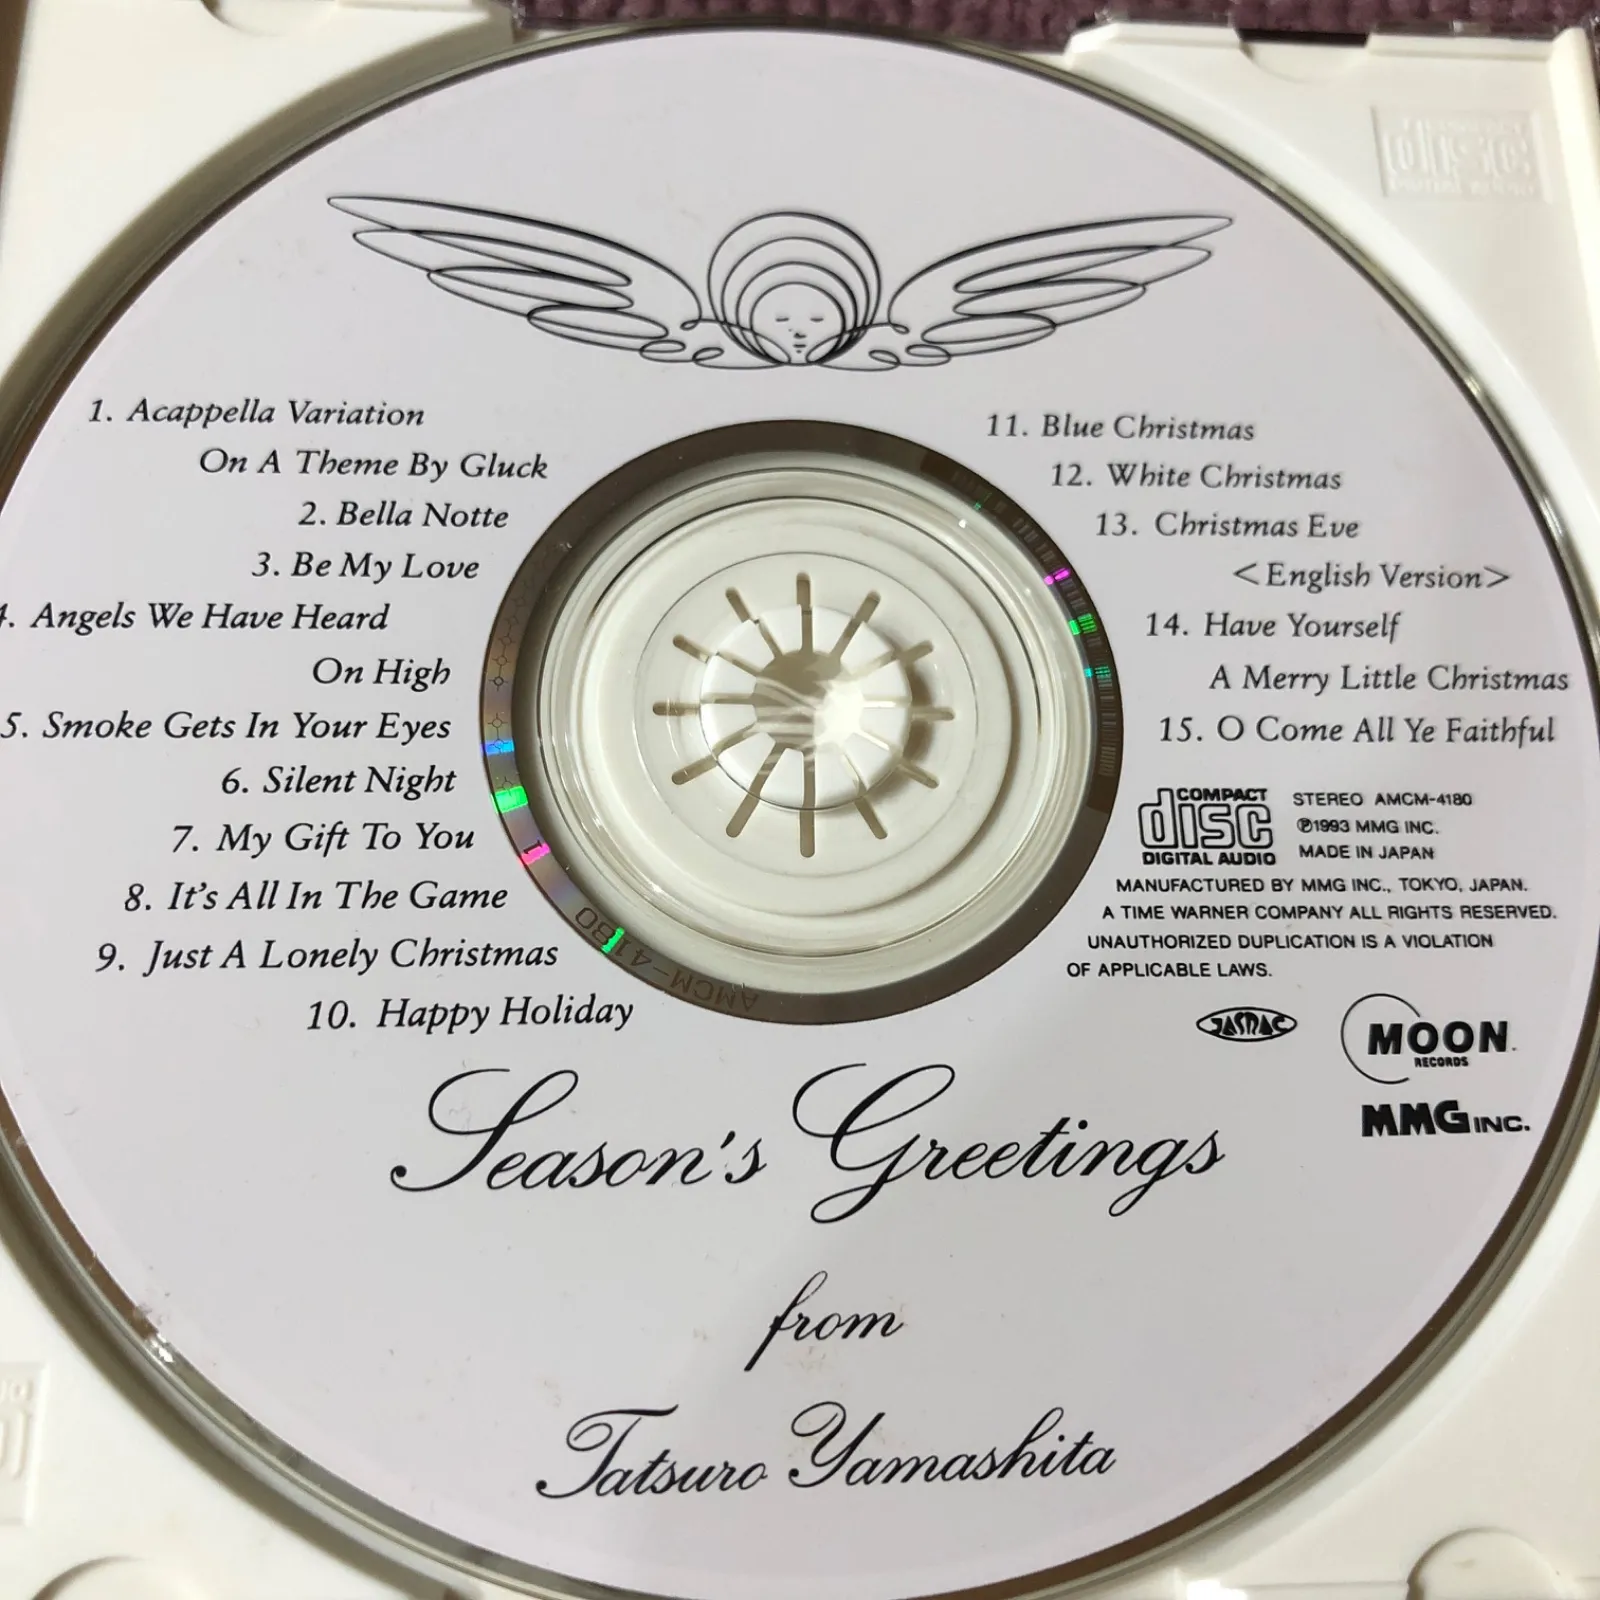 1. Acappella Variation
On A Theme By Gluck
2. Bella Notte
3. Be My Love
4. Angels We Have Heard
On High
5. Smoke Gets In Your Eyes
6. Silent Night
7. My Gift To You
8. It's All In The Game
9. Just A Lonely Christmas
10. Happy Holiday
11. Blue Christmas
12. White Christmas
13. Christmas Eve
<English Version>
14. Have Yourself
A Merry Little Christmas
15. O Come All Ye Faithful
COMPACT
disc
DIGITAL AUDIO
STEREO AMCM-4180
℗1993 MMG INC.
MADE IN JAPAN
MANUFACTURED BY MMG INC., TOKYO, JAPAN.
A TIME WARNER COMPANY ALL RIGHTS RESERVED.
UNAUTHORIZED DUPLICATION IS A VIOLATION
OF APPLICABLE LAWS.
JASRAC
MOON
RECORDS
MMG INC.
AMCM-4180
Season's Greetings
from
Tatsuro Yamashita
COMPACT
disc
DIGITAL AUDIO